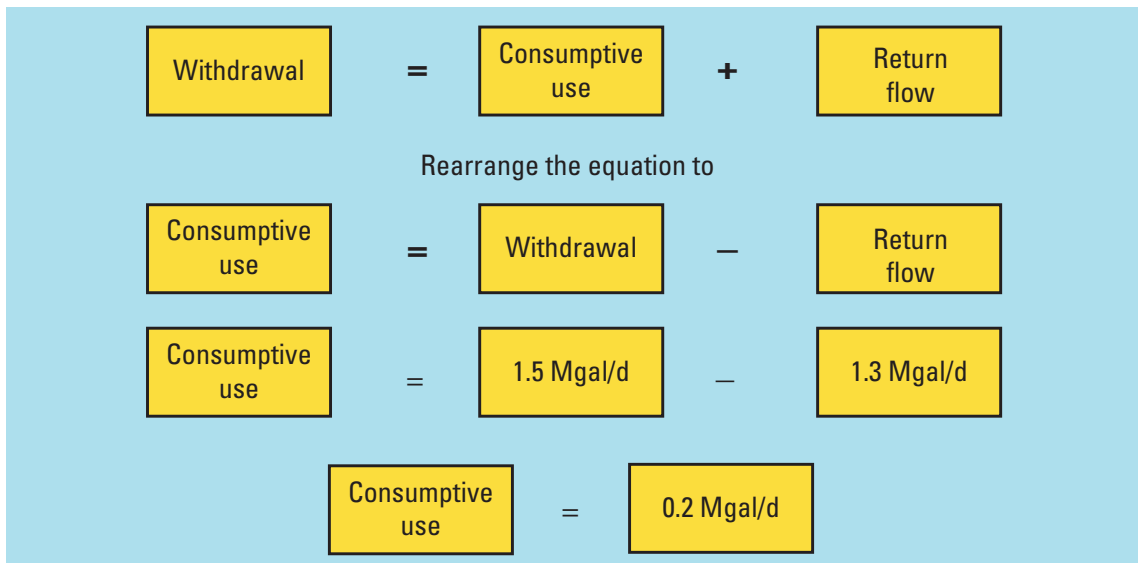 Withdrawal = Consumptive use + Return flow
Rearrange the equation to
Consumptive use = Withdrawal – Return flow
Consumptive use = 1.5 Mgal/d – 1.3 Mgal/d
Consumptive use = 0.2 Mgal/d